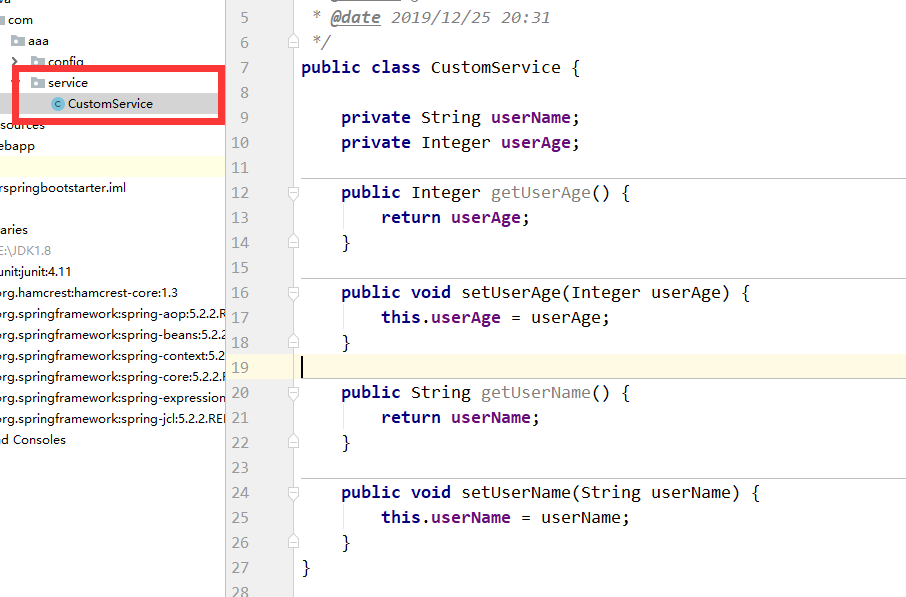 com
aaa
config
service
CustomService
sources
ebapp
rspringbootstarter.iml
aries
E:\JDK1.8
unit:junit:4.11
org.hamcrest:hamcrest-core:1.3
org.springframework:spring-aop:5.2.2.R
org.springframework:spring-beans:5.2.2
org.springframework:spring-context:5.2
org.springframework:spring-core:5.2.2.F
org.springframework:spring-expression
org.springframework:spring-jcl:5.2.2.REI
d Consoles
5 * @date 2019/12/25 20:31
6 */
7 public class CustomService {
8
9 private String userName;
10 private Integer userAge;
11
12 public Integer getUserAge() {
13 return userAge;
14 }
15
16 public void setUserAge(Integer userAge) {
17 this.userAge = userAge;
18 }
19
20 public String getUserName() {
21 return userName;
22 }
23
24 public void setUserName(String userName) {
25 this.userName = userName;
26 }
27 }
28